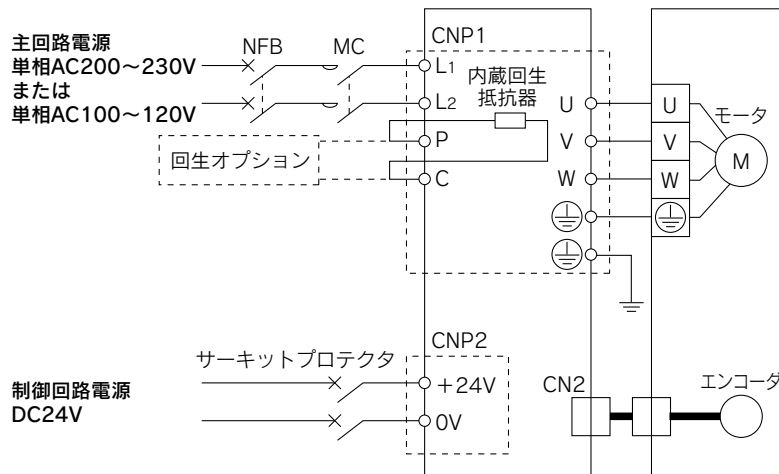 主回路電源
単相AC200～230V
または
単相AC100～120V
NFB
MC
CNP1
L1
L2
P
C
内蔵回生
抵抗器
回生オプション
U
V
W
U
V
W
モータ
M
CNP2
サーキットプロテクタ
制御回路電源
DC24V
+24V
0V
CN2
エンコーダ